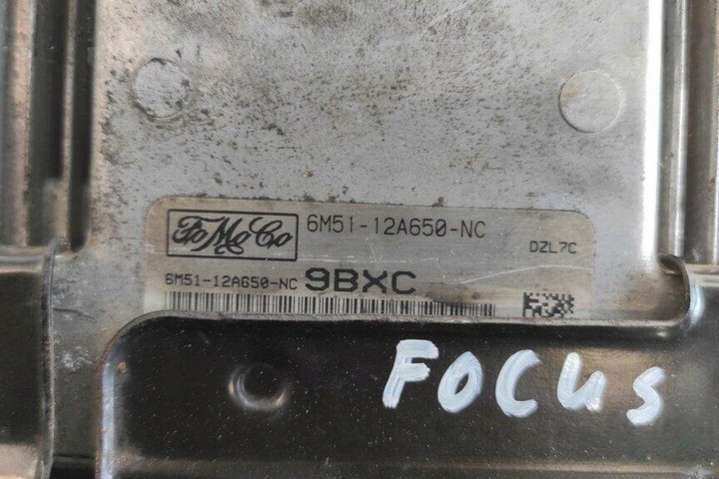 FoMoCo 6M51-12A650-NC
DZL7C
6M51-12A650-NC 9BXC
FOCUS